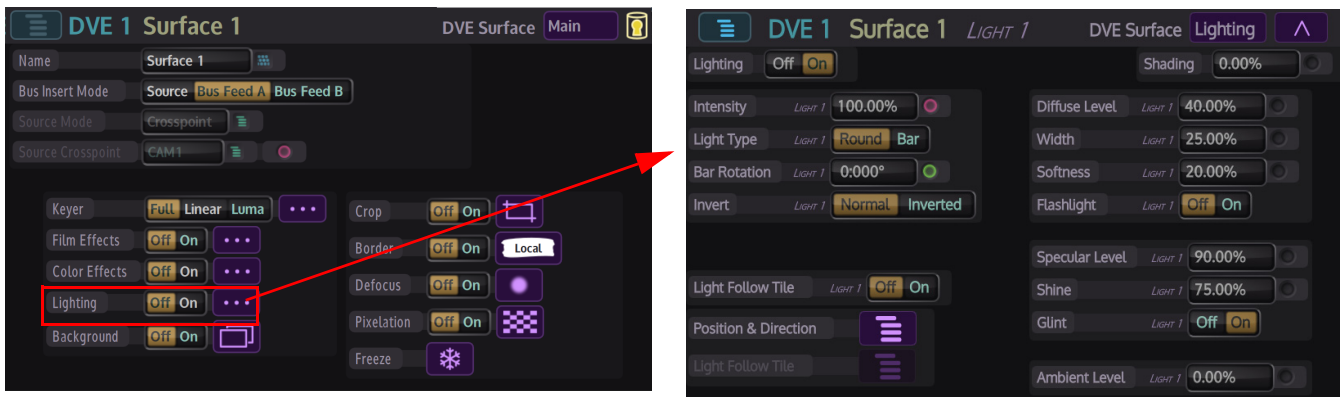 DVE 1 Surface 1 DVE Surface Main
Name Surface 1
Bus Insert Mode Source Bus Feed A Bus Feed B
Source Mode Crosspoint
Source Crosspoint CAM1
Keyer Full Linear Luma
Film Effects Off On
Color Effects Off On
Lighting Off On
Background Off On
Crop Off On
Border Off On Local
Defocus Off On
Pixelation Off On
Freeze
DVE 1 Surface 1 LIGHT 1 DVE Surface Lighting
Lighting Off On
Shading 0.00%
Intensity LIGHT 1 100.00%
Light Type LIGHT 1 Round Bar
Bar Rotation LIGHT 1 0:000°
Invert LIGHT 1 Normal Inverted
Light Follow Tile LIGHT 1 Off On
Position & Direction
Light Follow Tile
Diffuse Level LIGHT 1 40.00%
Width LIGHT 1 25.00%
Softness LIGHT 1 20.00%
Flashlight LIGHT 1 Off On
Specular Level LIGHT 1 90.00%
Shine LIGHT 1 75.00%
Glint LIGHT 1 Off On
Ambient Level LIGHT 1 0.00%